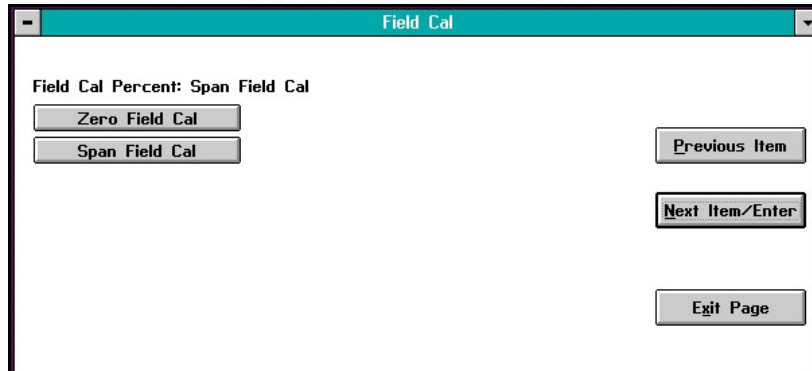 Field Cal
Field Cal Percent: Span Field Cal
Zero Field Cal
Span Field Cal
Previous Item
Next Item/Enter
Exit Page